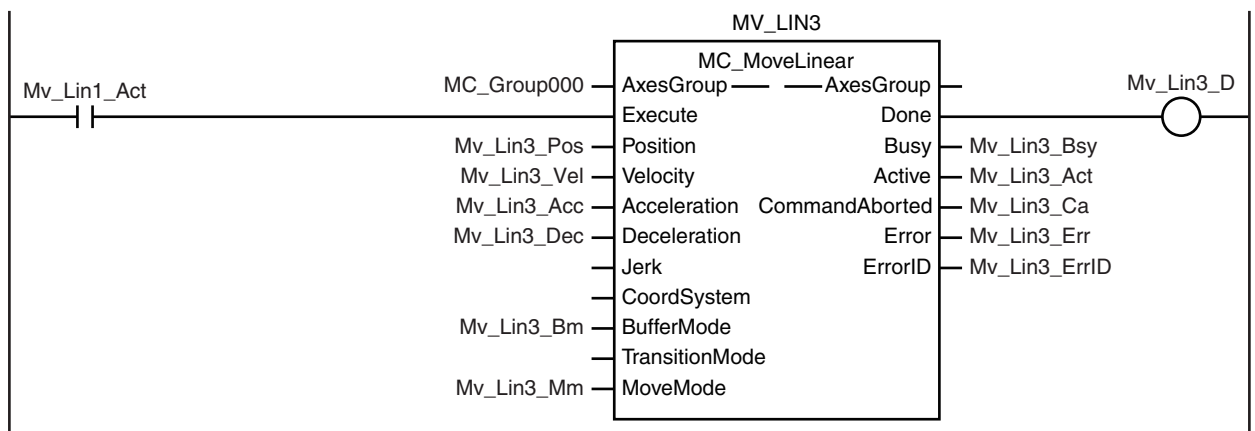 MV_LIN3
MC_MoveLinear
Mv_Lin1_Act
MC_Group000 AxesGroup AxesGroup
Mv_Lin3_D
Execute Done
Mv_Lin3_Pos Position Busy Mv_Lin3_Bsy
Mv_Lin3_Vel Velocity Active Mv_Lin3_Act
Mv_Lin3_Acc Acceleration CommandAborted Mv_Lin3_Ca
Mv_Lin3_Dec Deceleration Error Mv_Lin3_Err
Jerk ErrorID Mv_Lin3_ErrID
CoordSystem
Mv_Lin3_Bm BufferMode
TransitionMode
Mv_Lin3_Mm MoveMode